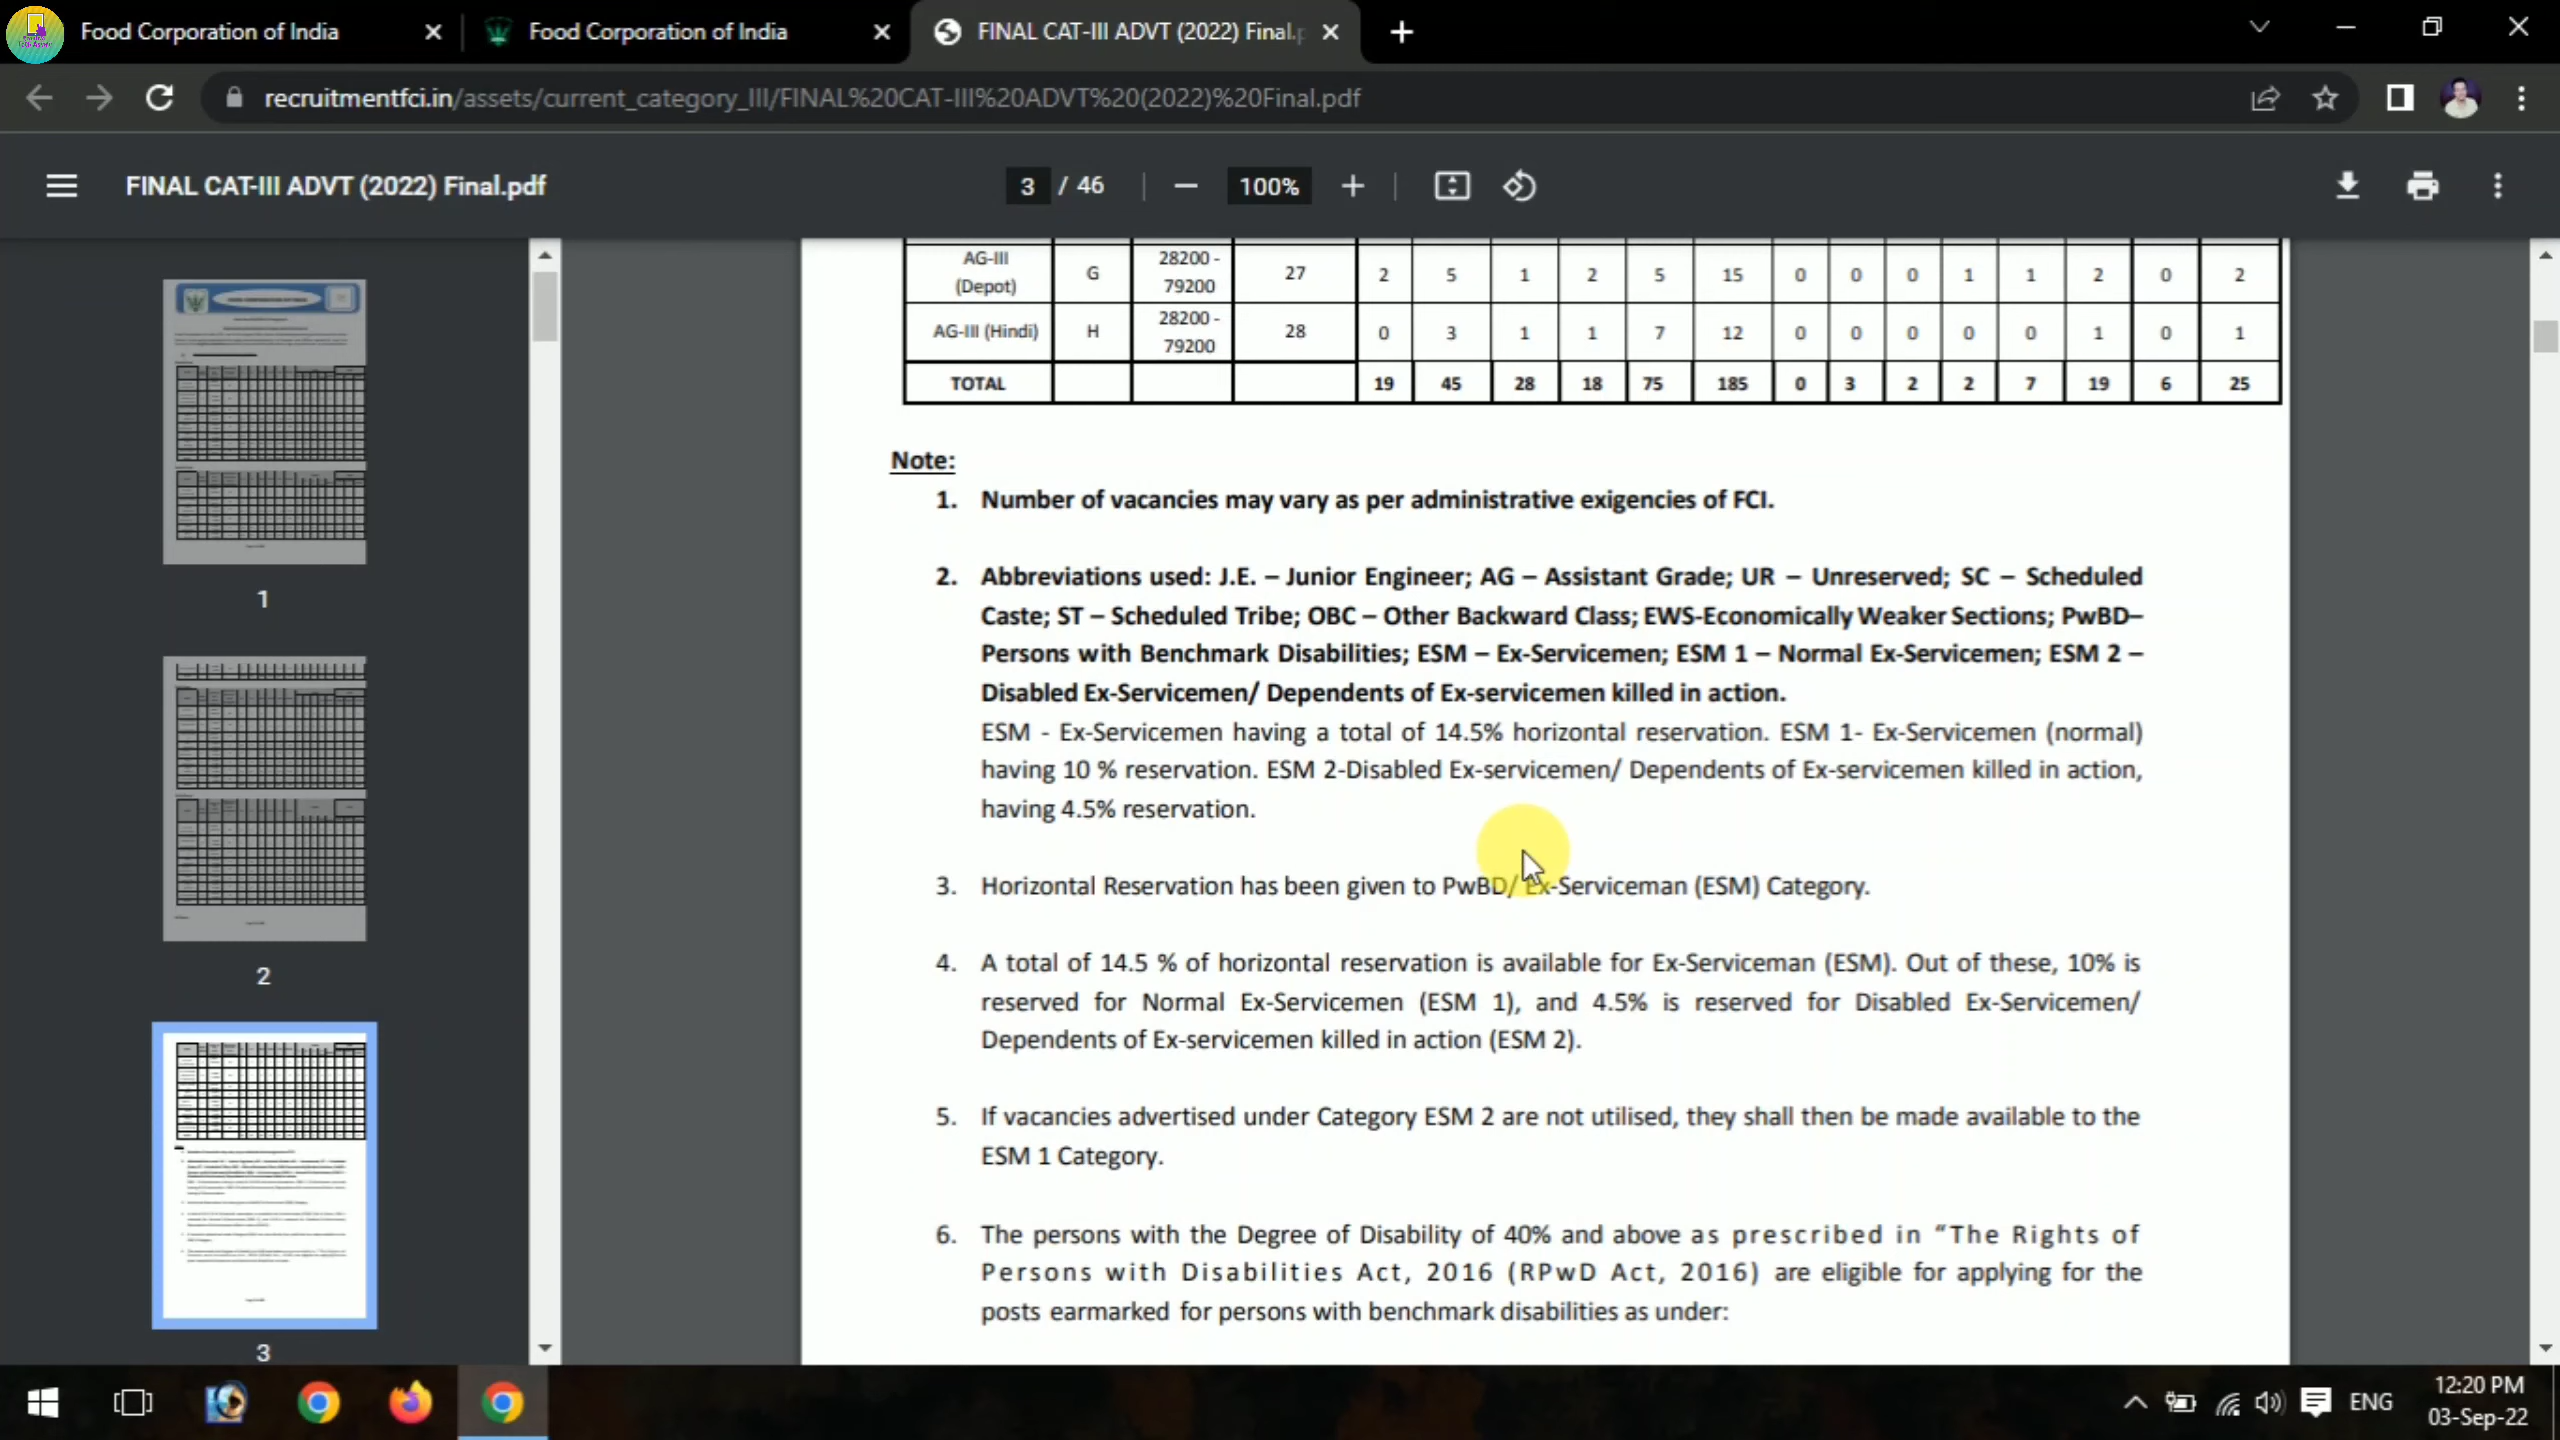 Food Corporation of India
Food Corporation of India
FINAL CAT-III ADVT (2022) Final.p
recruitmentfci.in/assets/current_category_III/FINAL%20CAT-III%20ADVT%20(2022)%20Final.pdf
FINAL CAT-III ADVT (2022) Final.pdf
3 / 46
100%
1
2
3
AG-III (Depot) G 28200 - 79200 27 2 5 1 2 5 15 0 0 0 1 1 2 0 2
AG-III (Hindi) H 28200 - 79200 28 0 3 1 1 7 12 0 0 0 0 0 1 0 1
TOTAL 19 45 28 18 75 185 0 3 2 2 7 19 6 25
Note:
1. Number of vacancies may vary as per administrative exigencies of FCI.
2. Abbreviations used: J.E. – Junior Engineer; AG – Assistant Grade; UR – Unreserved; SC – Scheduled
Caste; ST – Scheduled Tribe; OBC – Other Backward Class; EWS-Economically Weaker Sections; PwBD–
Persons with Benchmark Disabilities; ESM – Ex-Servicemen; ESM 1 – Normal Ex-Servicemen; ESM 2 –
Disabled Ex-Servicemen/ Dependents of Ex-servicemen killed in action.
ESM - Ex-Servicemen having a total of 14.5% horizontal reservation. ESM 1- Ex-Servicemen (normal)
having 10 % reservation. ESM 2-Disabled Ex-servicemen/ Dependents of Ex-servicemen killed in action,
having 4.5% reservation.
3. Horizontal Reservation has been given to PwBD/ Ex-Serviceman (ESM) Category.
4. A total of 14.5 % of horizontal reservation is available for Ex-Serviceman (ESM). Out of these, 10% is
reserved for Normal Ex-Servicemen (ESM 1), and 4.5% is reserved for Disabled Ex-Servicemen/
Dependents of Ex-servicemen killed in action (ESM 2).
5. If vacancies advertised under Category ESM 2 are not utilised, they shall then be made available to the
ESM 1 Category.
6. The persons with the Degree of Disability of 40% and above as prescribed in “The Rights of
Persons with Disabilities Act, 2016 (RPwD Act, 2016) are eligible for applying for the
posts earmarked for persons with benchmark disabilities as under:
ENG
12:20 PM
03-Sep-22